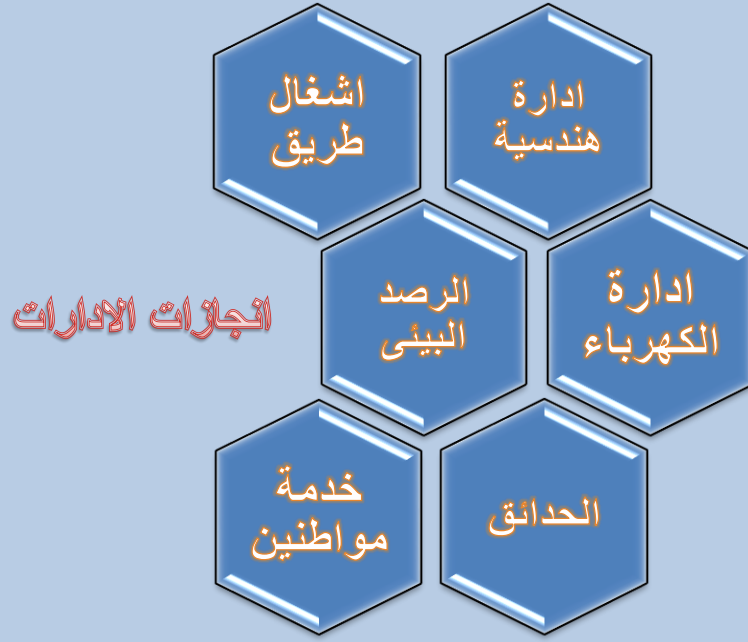 ادارة
هندسية
اشغال
طريق
ادارة
الكهرباء
الرصد
البيئى
انجازات الادارات
الحدائق
خدمة
مواطنين